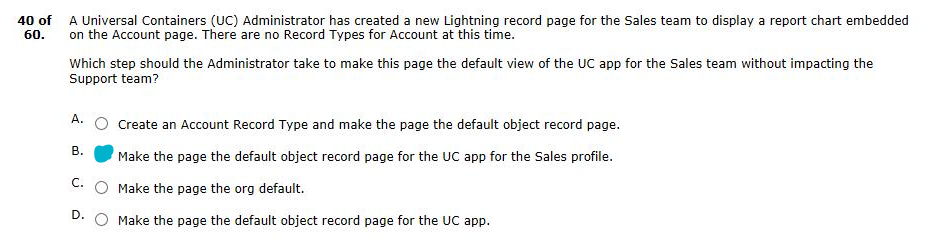 40 of A Universal Containers (UC) Administrator has created a new Lightning record page for the Sales team to display a report chart embedded
60. on the Account page. There are no Record Types for Account at this time.
Which step should the Administrator take to make this page the default view of the UC app for the Sales team without impacting the
Support team?
A. Create an Account Record Type and make the page the default object record page.
B. Make the page the default object record page for the UC app for the Sales profile.
C. Make the page the org default.
D. Make the page the default object record page for the UC app.